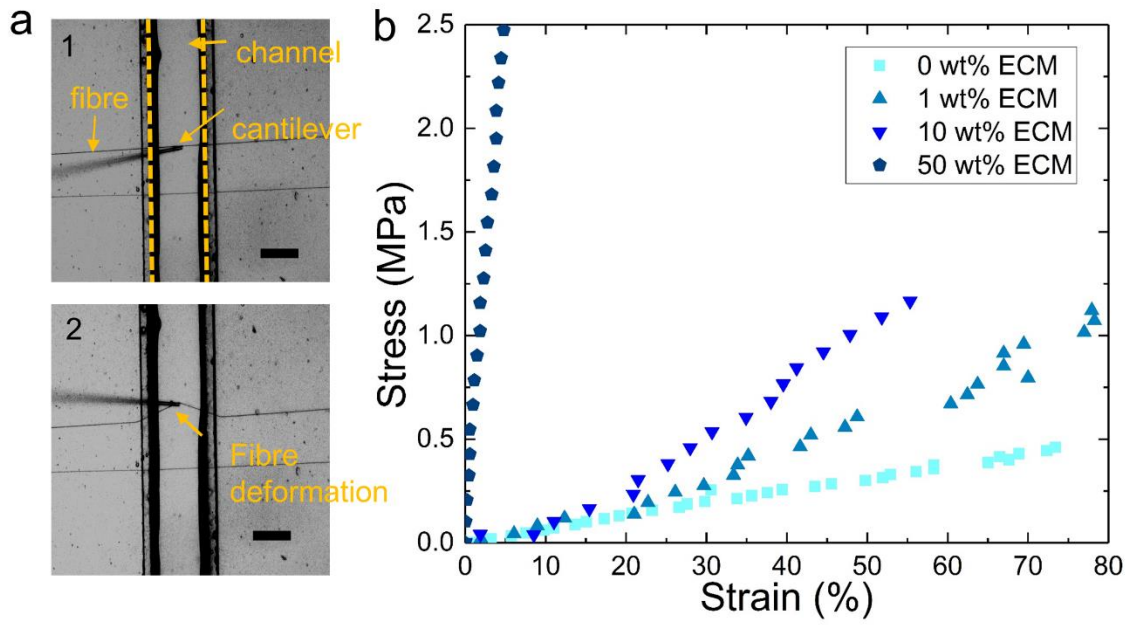 a
1
channel
fibre
cantilever
2
Fibre
deformation
b
2.5
2.0
1.5
1.0
0.5
0.0
Stress (MPa)
0 10 20 30 40 50 60 70 80
Strain (%)
0 wt% ECM
1 wt% ECM
10 wt% ECM
50 wt% ECM